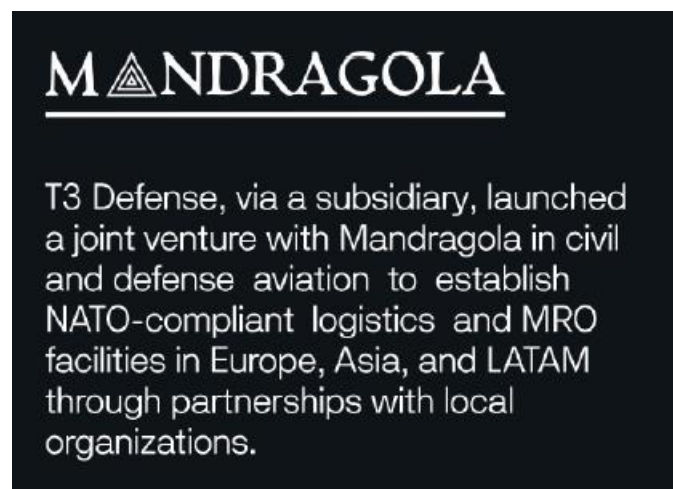 MANDRAGOLA
T3 Defense, via a subsidiary, launched
a joint venture with Mandragola in civil
and defense aviation to establish
NATO-compliant logistics and MRO
facilities in Europe, Asia, and LATAM
through partnerships with local
organizations.